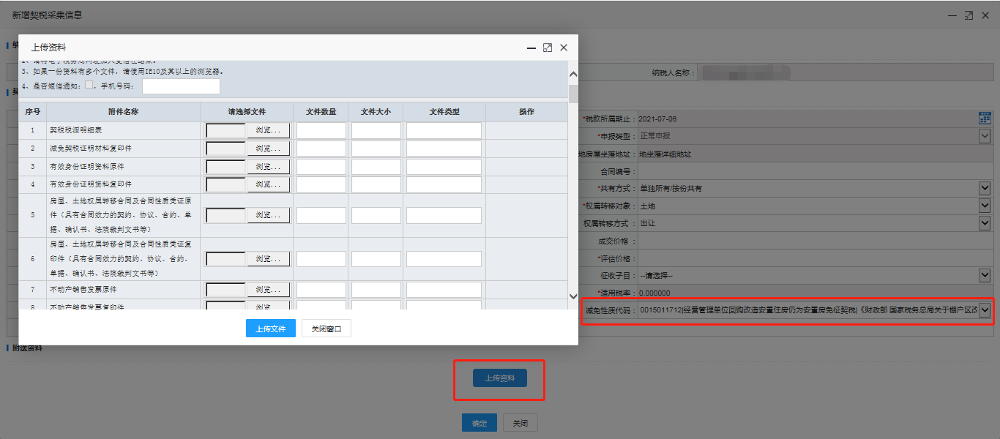 新增契税采集信息
上传资料
3、如果一份资料有多个文件，请使用IE10及其以上的浏览器。
4、是否短信通知：，手机号码：
序号 附件名称 请选择文件 文件数量 文件大小 文件类型 操作
1 契税税源明细表 浏览...
2 减免契税证明材料复印件 浏览...
3 有效身份证明资料原件 浏览...
4 有效身份证明资料复印件 浏览...
房屋、土地权属转移合同及合同性质凭证原
5 件（具有合同效力的契约、协议、合约、单 浏览...
据、确认书、法院裁判文书等）
房屋、土地权属转移合同及合同性质凭证复
6 印件（具有合同效力的契约、协议、合约、 浏览...
单据、确认书、法院裁判文书等）
7 不动产销售发票原件 浏览...
8 不动产销售发票复印件 浏览...
上传文件 关闭窗口
纳税人名称：
*税款所属期止：2021-07-06
*申报类型：正常申报
地房屋坐落地址：地坐落详细地址
合同编号：
*共有方式：单独所有/按份共有
*权属转移对象：土地
权属转移方式：出让
成交价格：
*评估价格：
征收子目：--请选择--
*适用税率：0.000000
减免性质代码：0015011712|经营管理单位回购改造安置住房仍为安置房免征契税|《财政部 国家税务总局关于棚户区改
附送资料
上传资料
确定 关闭